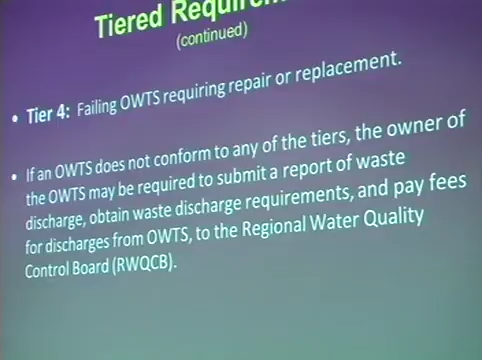 Tiered
(continued)
• Tier 4: Failing OWTS requiring repair or replacement.
• If an OWTS does not conform to any of the tiers, the owner of
the OWTS may be required to submit a report of waste
discharge, obtain waste discharge requirements, and pay fees
for discharges from OWTS, to the Regional Water Quality
Control Board (RWQCB).